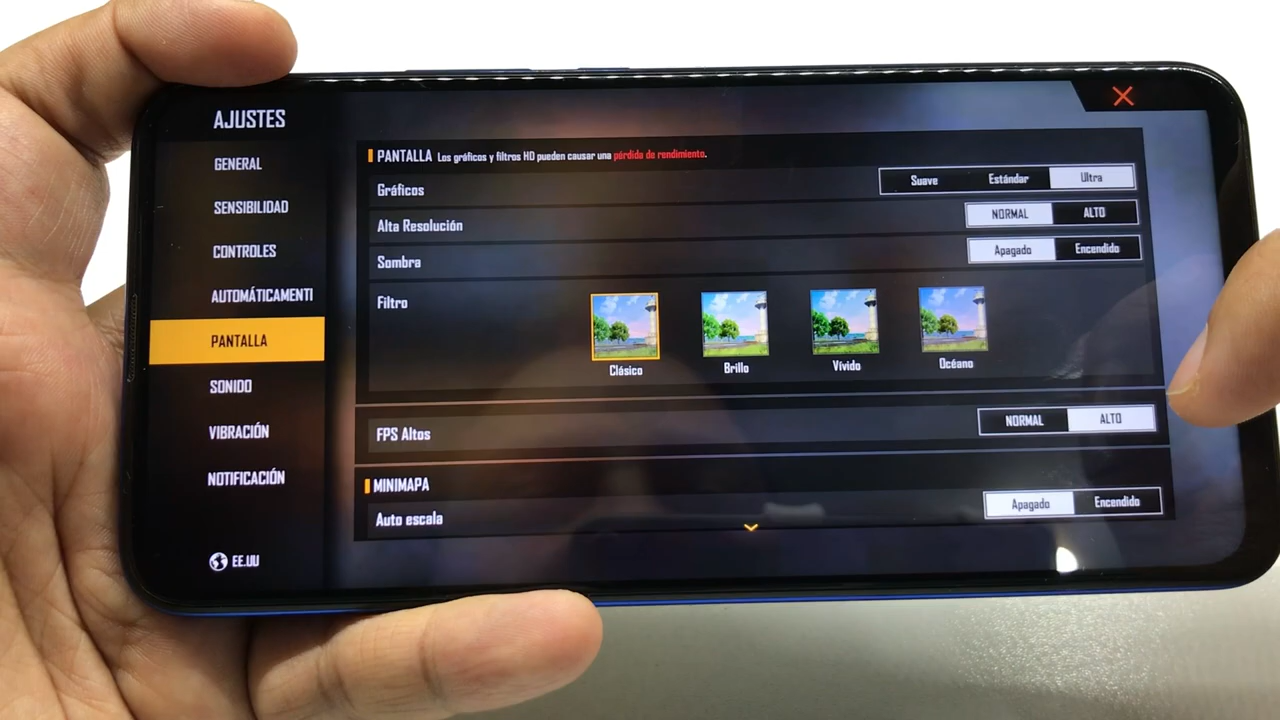 AJUSTES
GENERAL
SENSIBILIDAD
CONTROLES
AUTOMÁTICAMENTI
PANTALLA
SONIDO
VIBRACIÓN
NOTIFICACIÓN
EE.UU
PANTALLA Los gráficos y filtros HD pueden causar una pérdida de rendimiento.
Gráficos Suave Estándar Ultra
Alta Resolución NORMAL ALTO
Sombra Apagado Encendido
Filtro
Clásico Brillo Vívido Océano
FPS Altos NORMAL ALTO
MINIMAPA
Auto escala Apagado Encendido